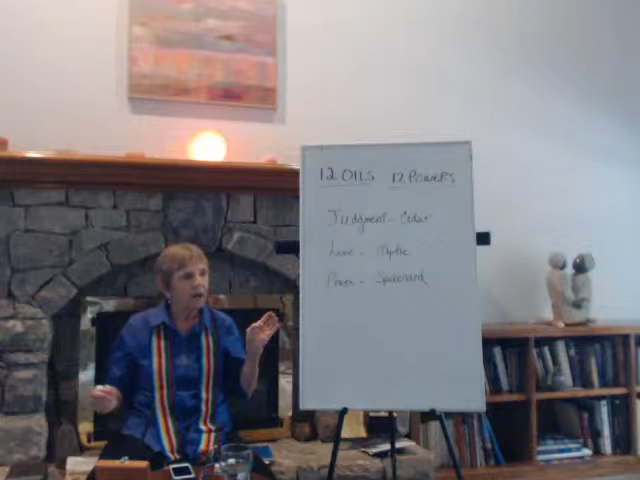 12 OILS 12 POWERS
Judgment - Cedar
Love - Myrtle
Power - Spikenard